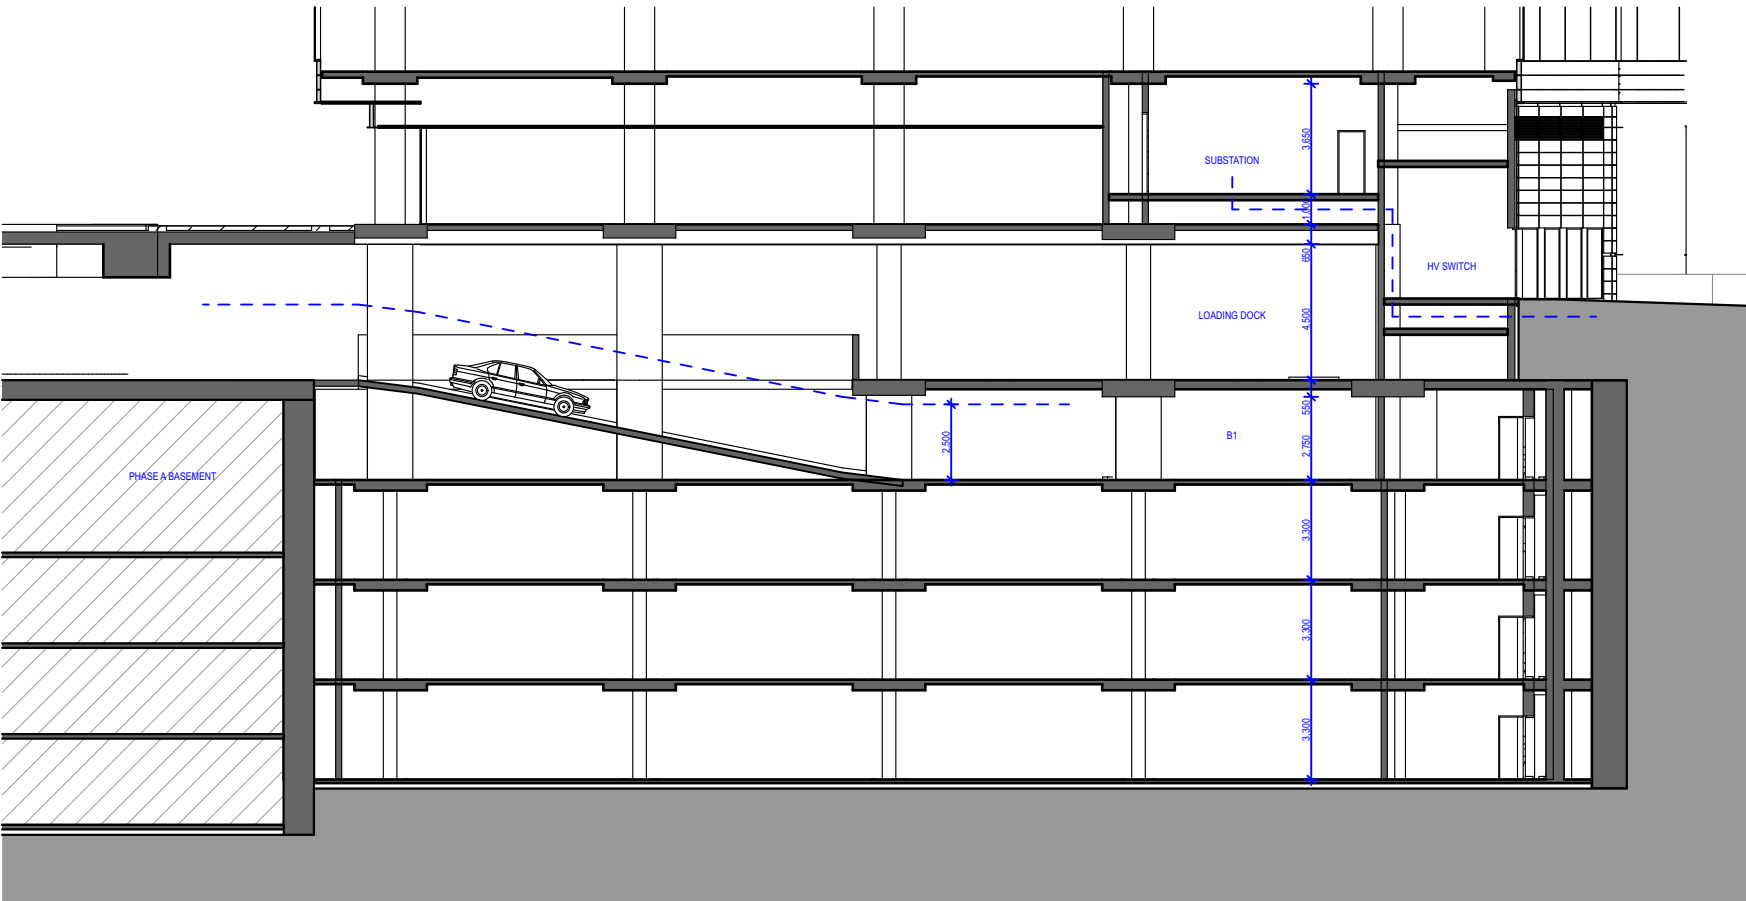 3,650
SUBSTATION
1,000
650
HV SWITCH
LOADING DOCK
4,500
550
B1
2,500
2,750
PHASE A BASEMENT
3,300
3,300
3,300